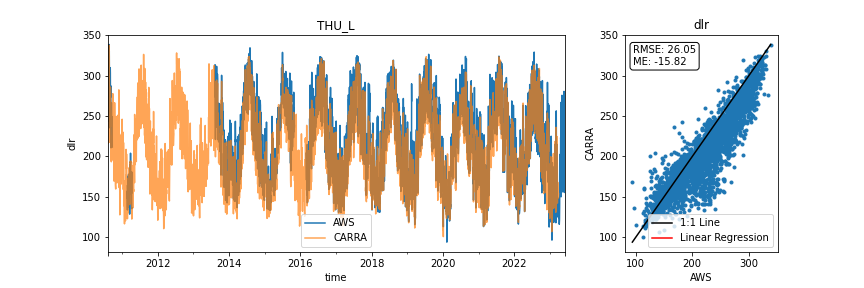 THU_L
dlr
350
300
250
200
150
100
dlr
2012
2014
2016
2018
2020
2022
time
AWS
CARRA
350
300
250
200
150
100
CARRA
RMSE: 26.05
ME: -15.82
1:1 Line
Linear Regression
100
200
300
AWS